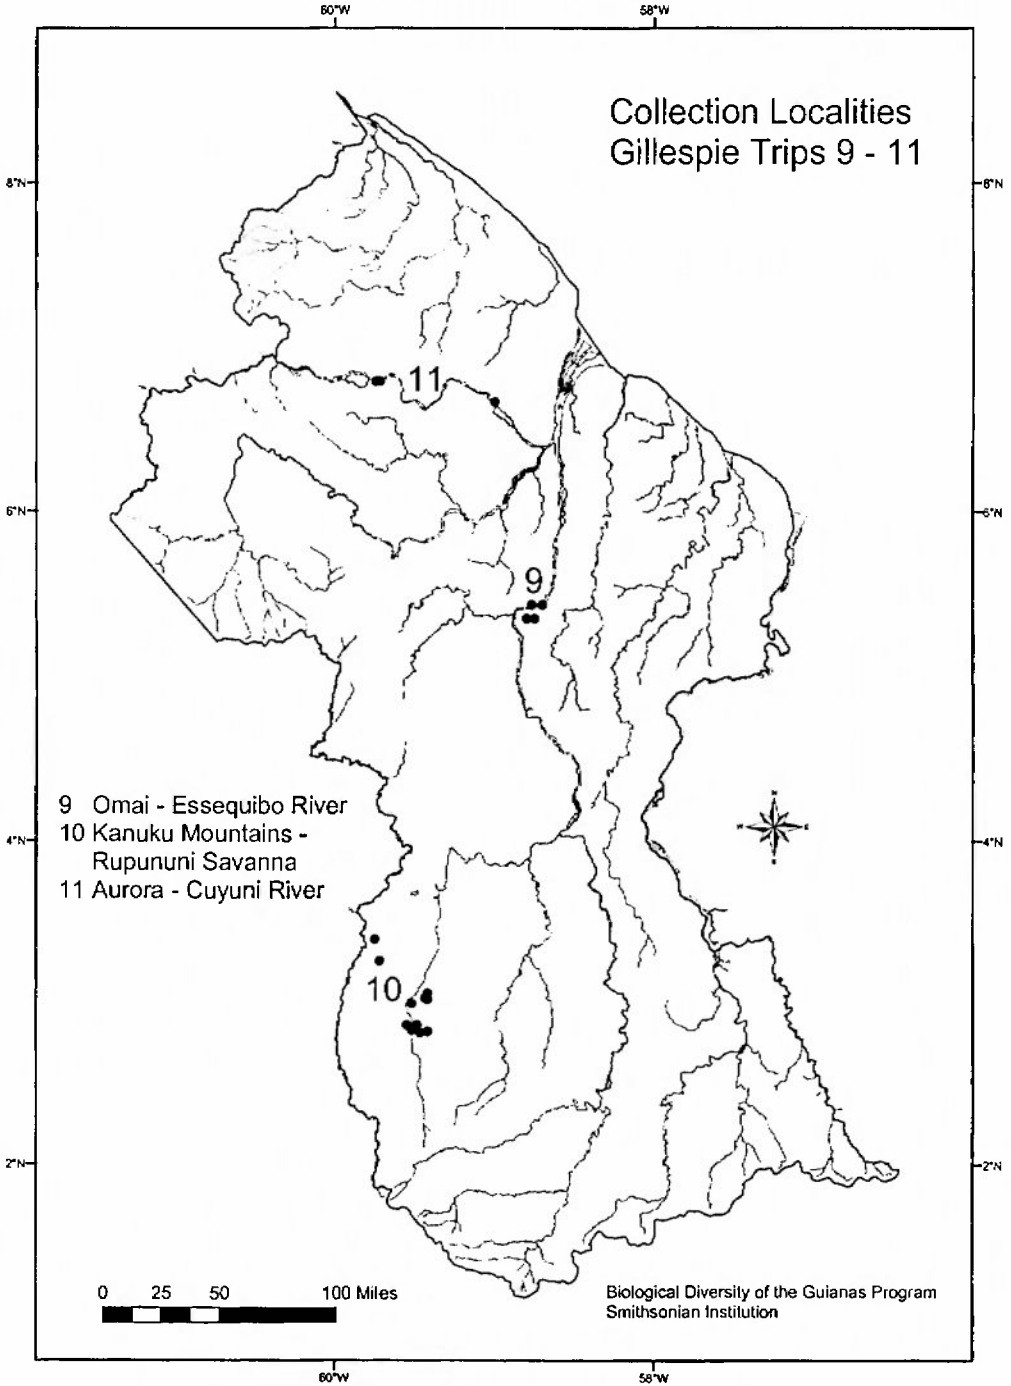 60°W 58°W
Collection Localities
Gillespie Trips 9 - 11
8°N 8°N
11
6°N 6°N
9
9 Omai - Essequibo River
10 Kanuku Mountains -
Rupununi Savanna
11 Aurora - Cuyuni River
N
W E
S
4°N 4°N
10
2°N 2°N
0 25 50 100 Miles
Biological Diversity of the Guianas Program
Smithsonian Institution
60°W 58°W